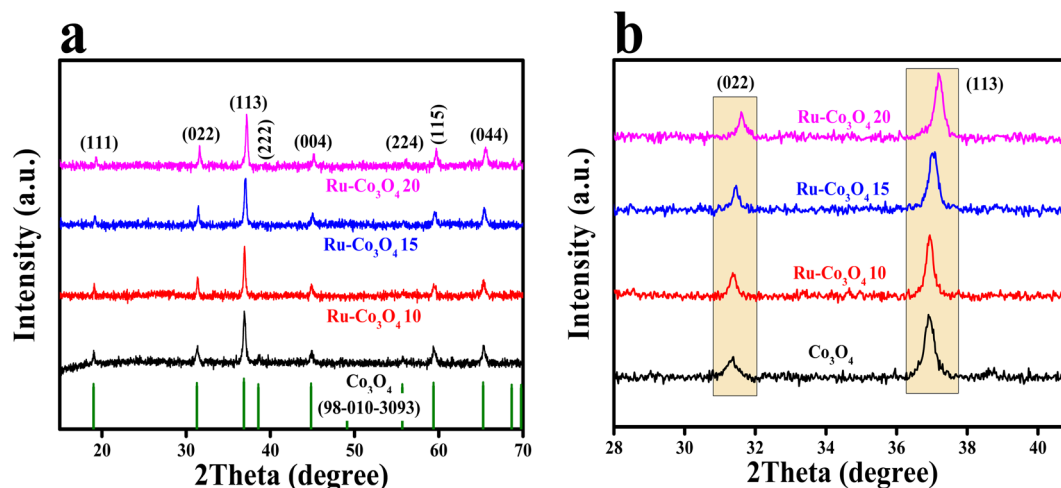 a
Intensity (a.u.)
(111)
(022)
(113)
(222)
(004)
(224)
(115)
(044)
Ru-Co₃O₄ 20
Ru-Co₃O₄ 15
Ru-Co₃O₄ 10
Co₃O₄
(98-010-3093)
20 30 40 50 60 70
2Theta (degree)
b
Intensity (a.u.)
(022)
(113)
Ru-Co₃O₄ 20
Ru-Co₃O₄ 15
Ru-Co₃O₄ 10
Co₃O₄
28 30 32 34 36 38 40
2Theta (degree)